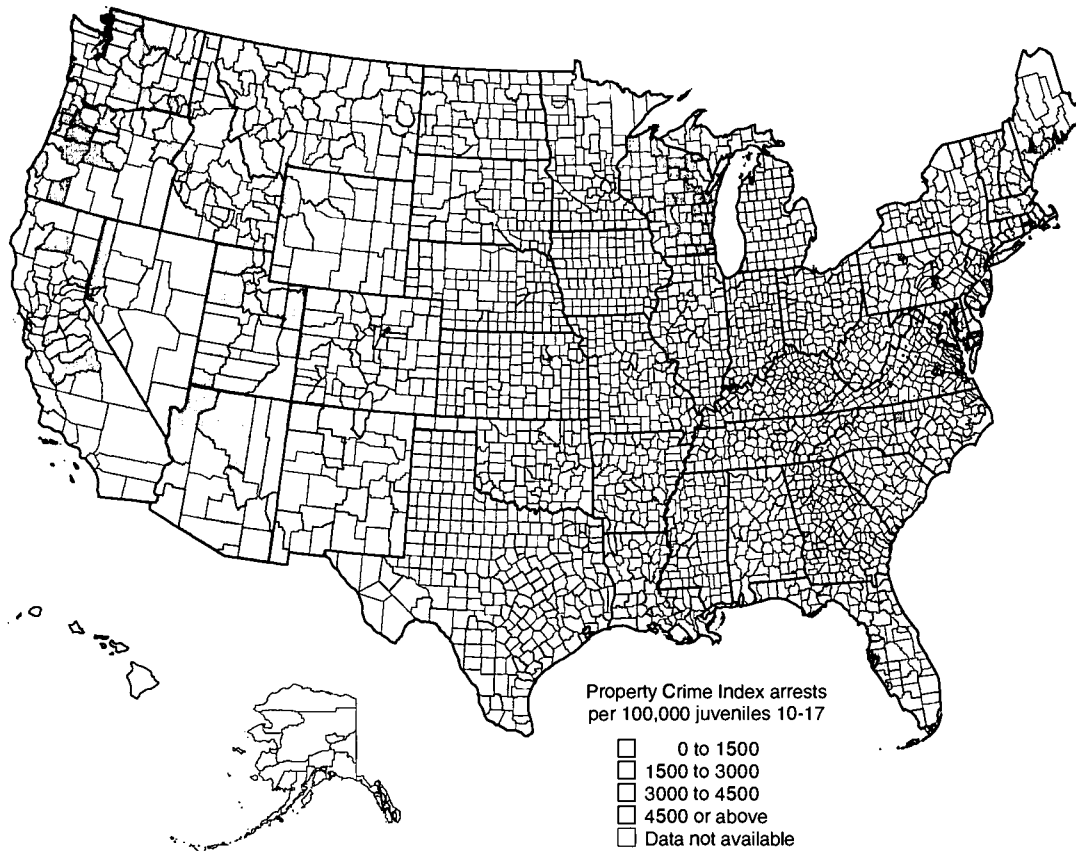 Property Crime Index arrests
per 100,000 juveniles 10-17
0 to 1500
1500 to 3000
3000 to 4500
4500 or above
Data not available